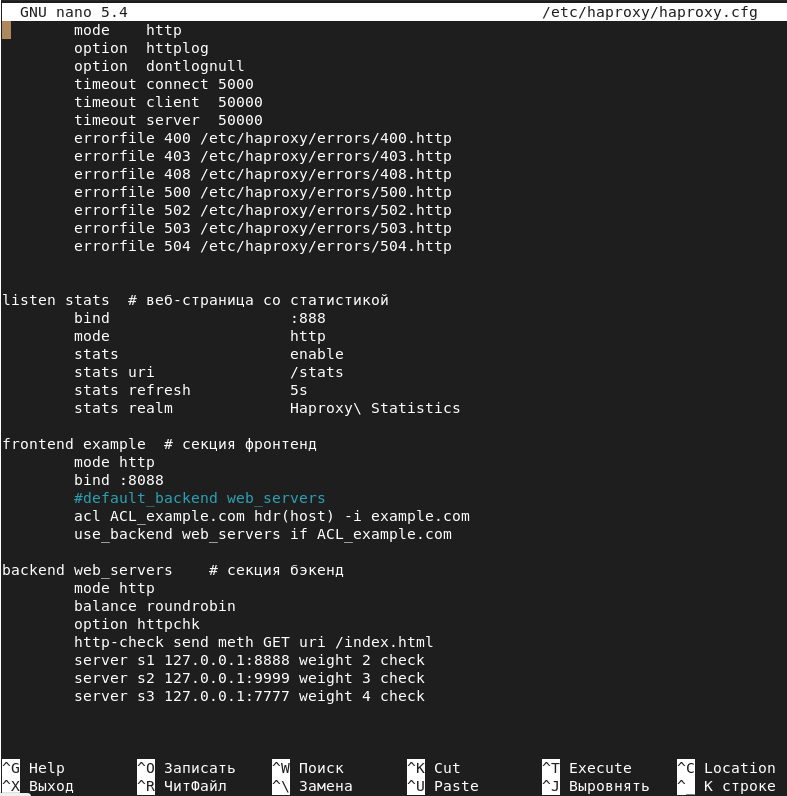 GNU nano 5.4 /etc/haproxy/haproxy.cfg
mode http
option httplog
option dontlognull
timeout connect 5000
timeout client 50000
timeout server 50000
errorfile 400 /etc/haproxy/errors/400.http
errorfile 403 /etc/haproxy/errors/403.http
errorfile 408 /etc/haproxy/errors/408.http
errorfile 500 /etc/haproxy/errors/500.http
errorfile 502 /etc/haproxy/errors/502.http
errorfile 503 /etc/haproxy/errors/503.http
errorfile 504 /etc/haproxy/errors/504.http
listen stats # веб-страница со статистикой
bind :888
mode http
stats enable
stats uri /stats
stats refresh 5s
stats realm Haproxy\ Statistics
frontend example # секция фронтенд
mode http
bind :8088
#default_backend web_servers
acl ACL_example.com hdr(host) -i example.com
use_backend web_servers if ACL_example.com
backend web_servers # секция бэкенд
mode http
balance roundrobin
option httpchk
http-check send meth GET uri /index.html
server s1 127.0.0.1:8888 weight 2 check
server s2 127.0.0.1:9999 weight 3 check
server s3 127.0.0.1:7777 weight 4 check
^G Help ^O Записать ^W Поиск ^K Cut ^T Execute ^C Location
^X Выход ^R ЧитФайл ^\ Замена ^U Paste ^J Выровнять ^ К строке